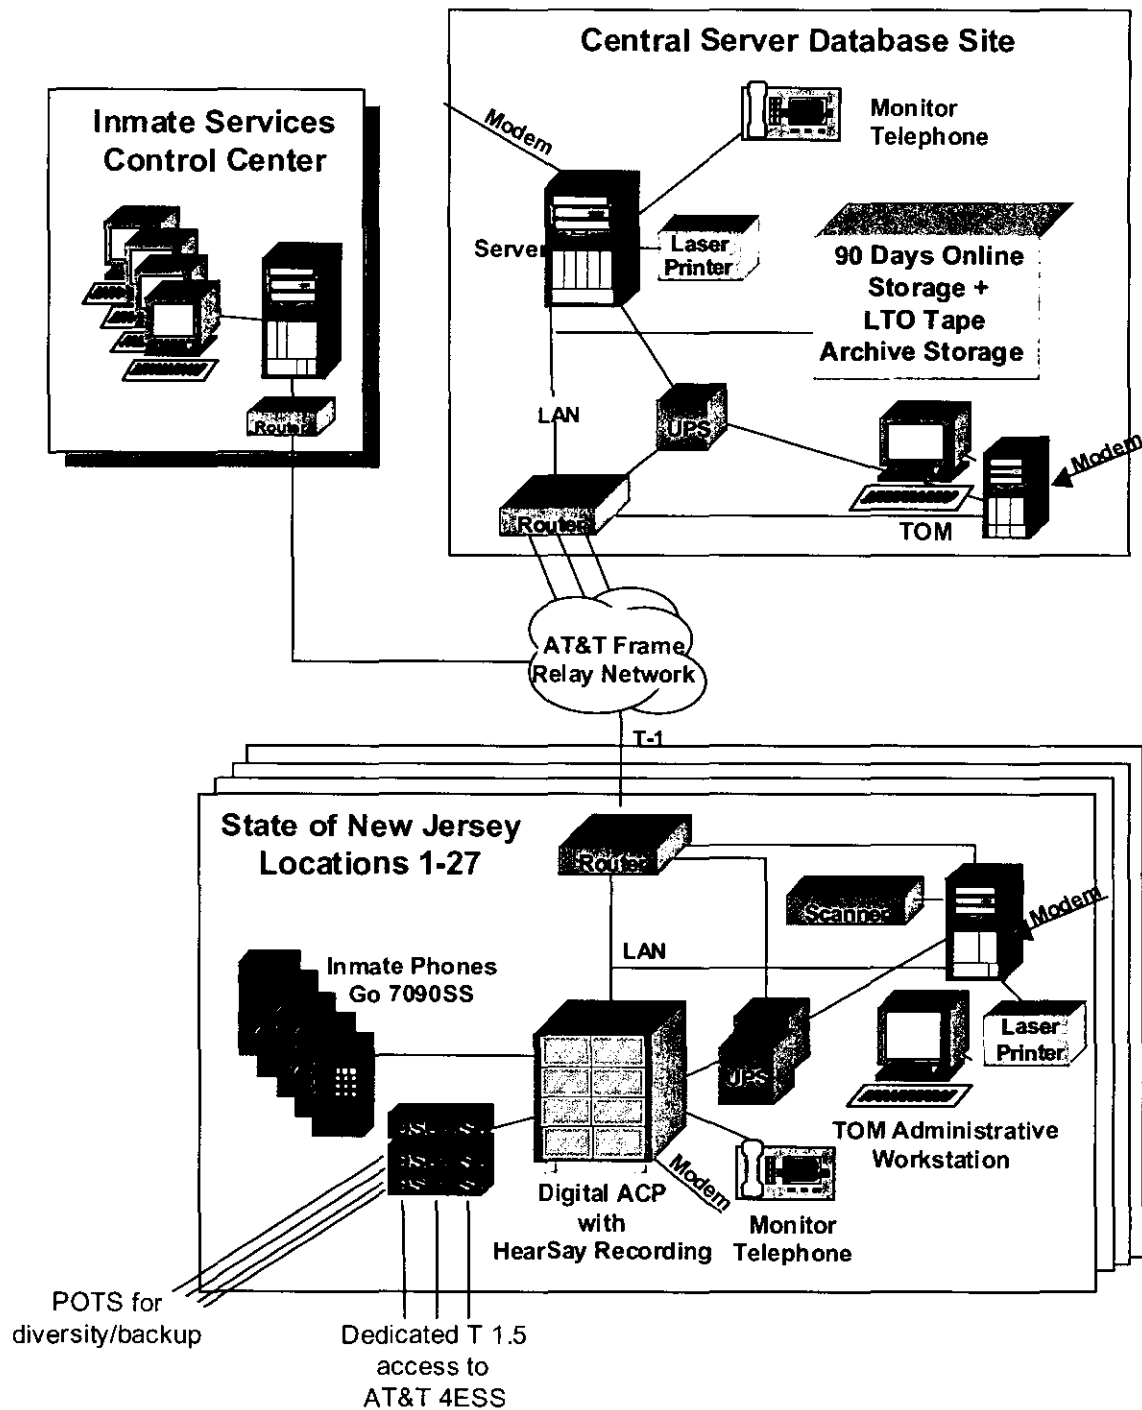 Central Server Database Site
Inmate Services
Control Center
Modem
Monitor
Telephone
Server
Laser
Printer
90 Days Online
Storage +
LTO Tape
Archive Storage
Router
LAN
UPS
Modem
Router
TOM
AT&T Frame
Relay Network
T-1
State of New Jersey
Locations 1-27
Router
Scanner
Modem
LAN
Inmate Phones
Go 7090SS
Laser
Printer
UPS
TOM Administrative
Workstation
Modem
Digital ACP
with
HearSay Recording
Monitor
Telephone
POTS for
diversity/backup
Dedicated T 1.5
access to
AT&T 4ESS